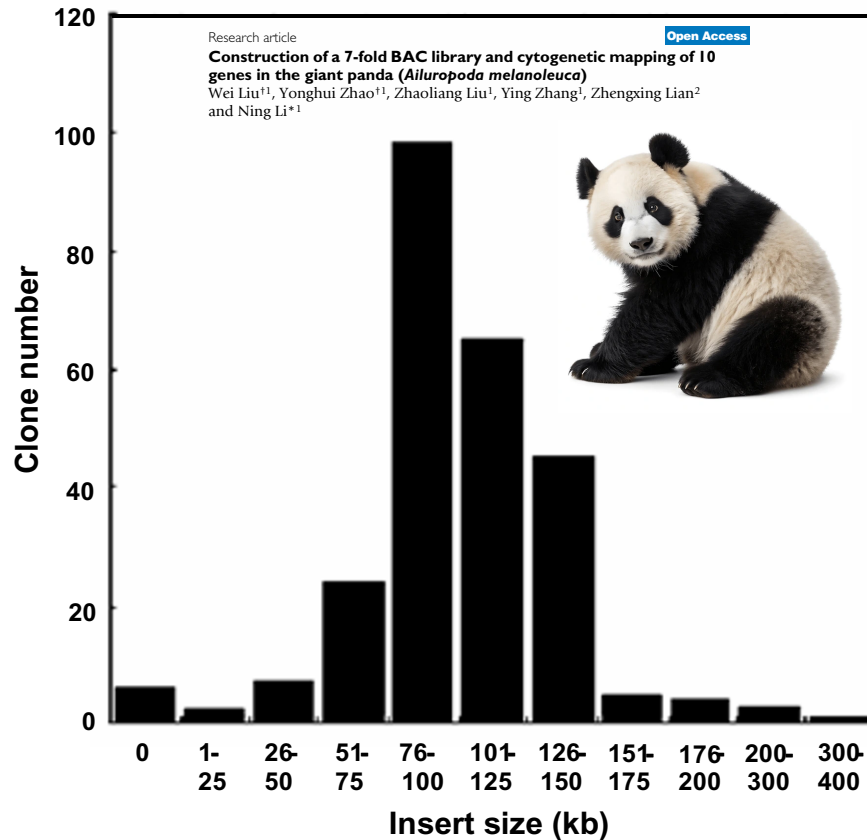 120
Research article
Open Access
Construction of a 7-fold BAC library and cytogenetic mapping of 10
genes in the giant panda (Ailuropoda melanoleuca)
Wei Liu†1, Yonghui Zhao†1, Zhaoliang Liu1, Ying Zhang1, Zhengxing Lian2
and Ning Li*1
100
80
60
40
20
0
Clone number
0 1- 26- 51- 76- 101- 126- 151- 176- 200- 300-
25 50 75 100 125 150 175 200 300 400
Insert size (kb)